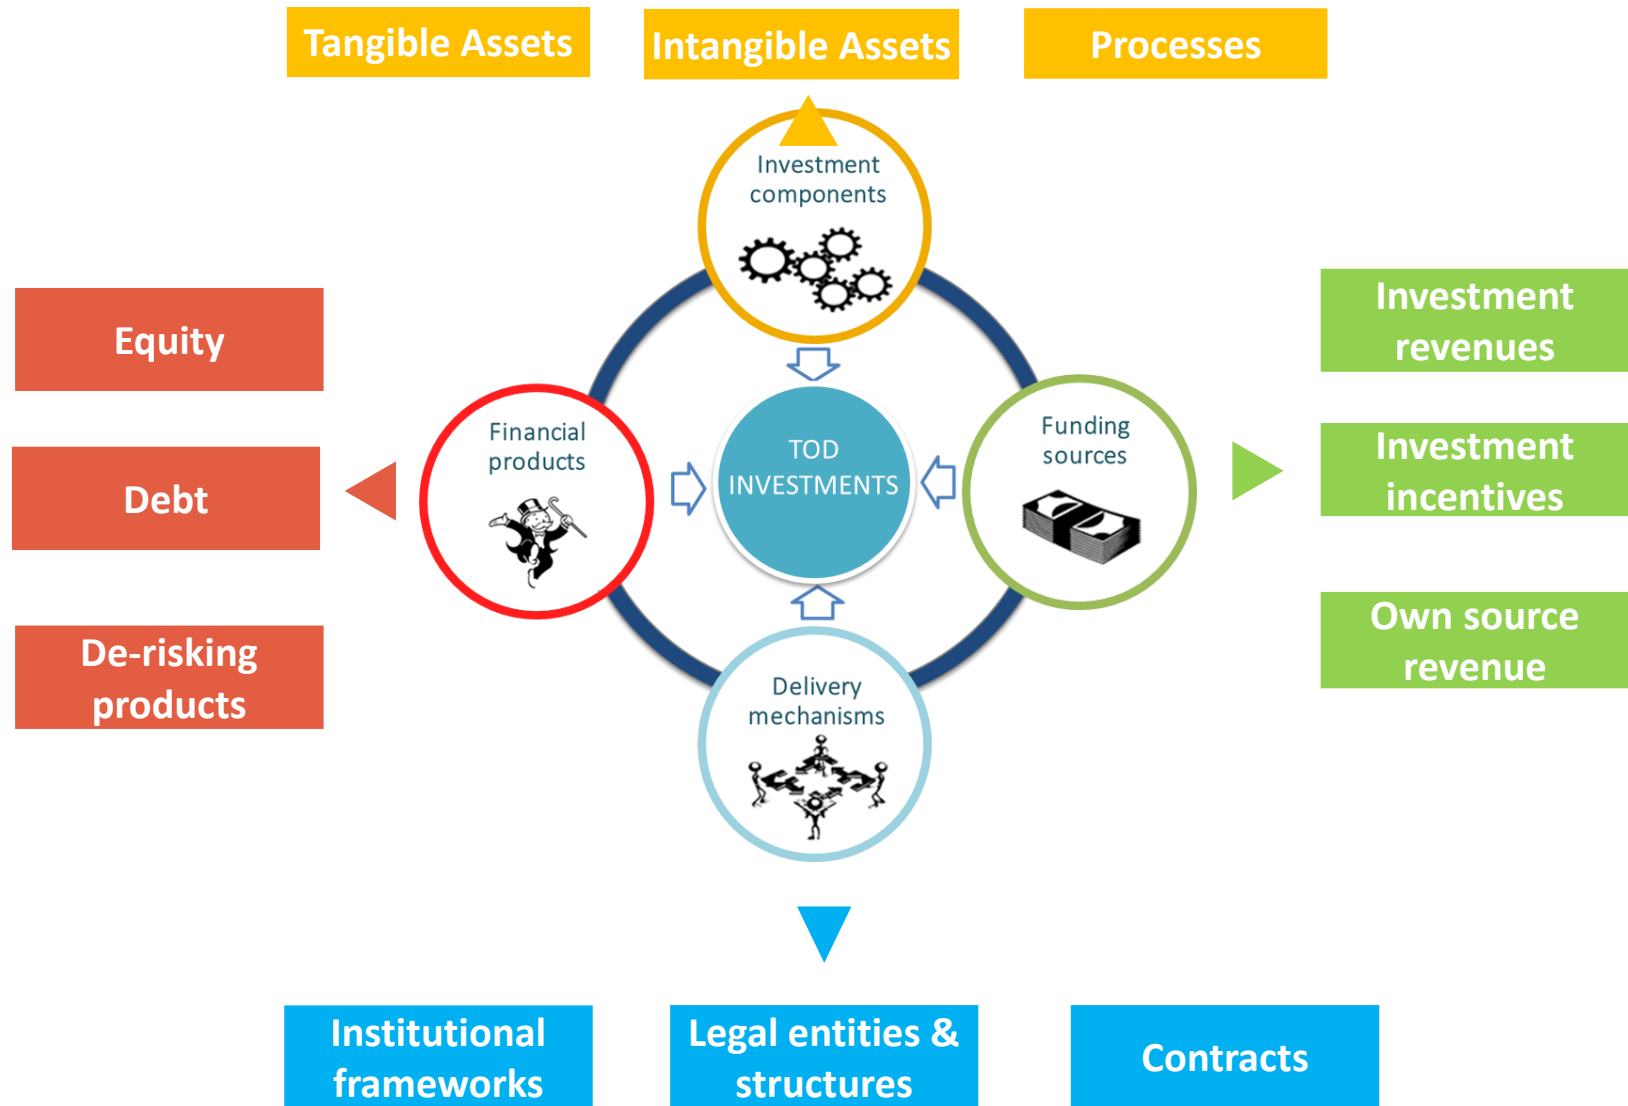 Tangible Assets
Intangible Assets
Processes
Investment
components
Equity
Debt
De-risking
products
Financial
products
TOD
INVESTMENTS
Funding
sources
Investment
revenues
Investment
incentives
Own source
revenue
Delivery
mechanisms
Institutional
frameworks
Legal entities &
structures
Contracts